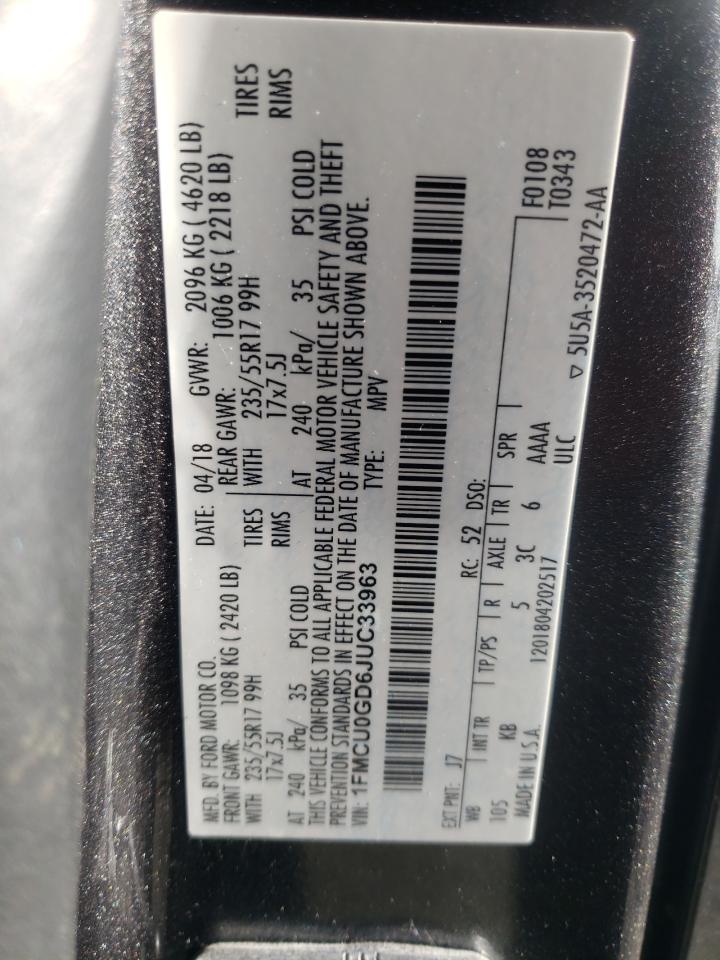 MFD. BY FORD MOTOR CO.
DATE: 04/18 GVWR: 2096 KG ( 4620 LB)
FRONT GAWR: 1098 KG ( 2420 LB) REAR GAWR: 1006 KG ( 2218 LB)
WITH 235/55R17 99H TIRES WITH 235/55R17 99H TIRES
17x7.5J RIMS 17x7.5J RIMS
AT 240 kPa/ 35 PSI COLD AT 240 kPa/ 35 PSI COLD
THIS VEHICLE CONFORMS TO ALL APPLICABLE FEDERAL MOTOR VEHICLE SAFETY AND THEFT
PREVENTION STANDARDS IN EFFECT ON THE DATE OF MANUFACTURE SHOWN ABOVE.
VIN: 1FMCU0GD6JUC33963 TYPE: MPV
EXT PNT: J7 RC: 52 DSO: F0108
WB INT TR TP/PS R AXLE TR SPR T0343
105 KB 5 3C 6 AAAA
ULC
MADE IN U.S.A. 1201804202517 ▽ 5U5A-3520472-AA